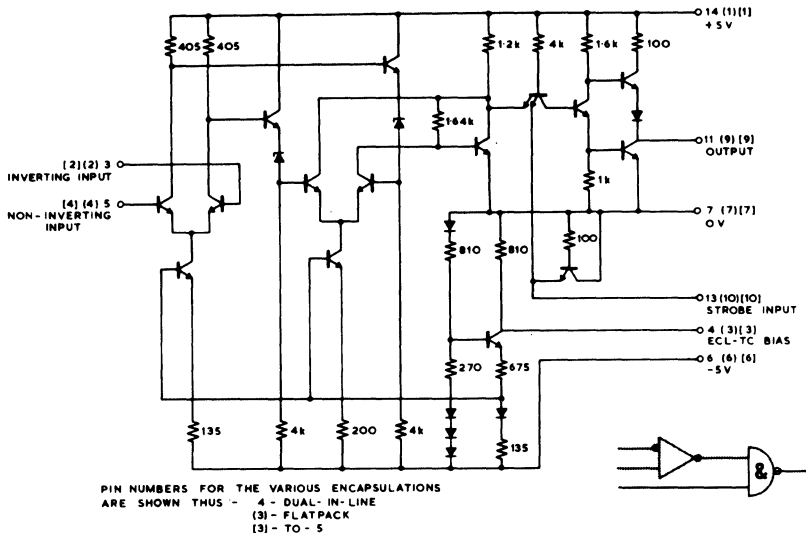 14 (1)[1]
+5V
405
405
1·2k
4k
1·6k
100
1·64k
11 (9) [9]
OUTPUT
[2](2) 3
INVERTING INPUT
[4] (4) 5
NON-INVERTING
INPUT
1k
7 (7)[7]
0V
810
810
100
13 (10)[10]
STROBE INPUT
4 (3)[3]
ECL-TC BIAS
6 (6) [6]
-5V
270
675
135
4k
200
4k
135
&
PIN NUMBERS FOR THE VARIOUS ENCAPSULATIONS
ARE SHOWN THUS - 4 - DUAL-IN-LINE
(3)- FLATPACK
[3]- TO-5